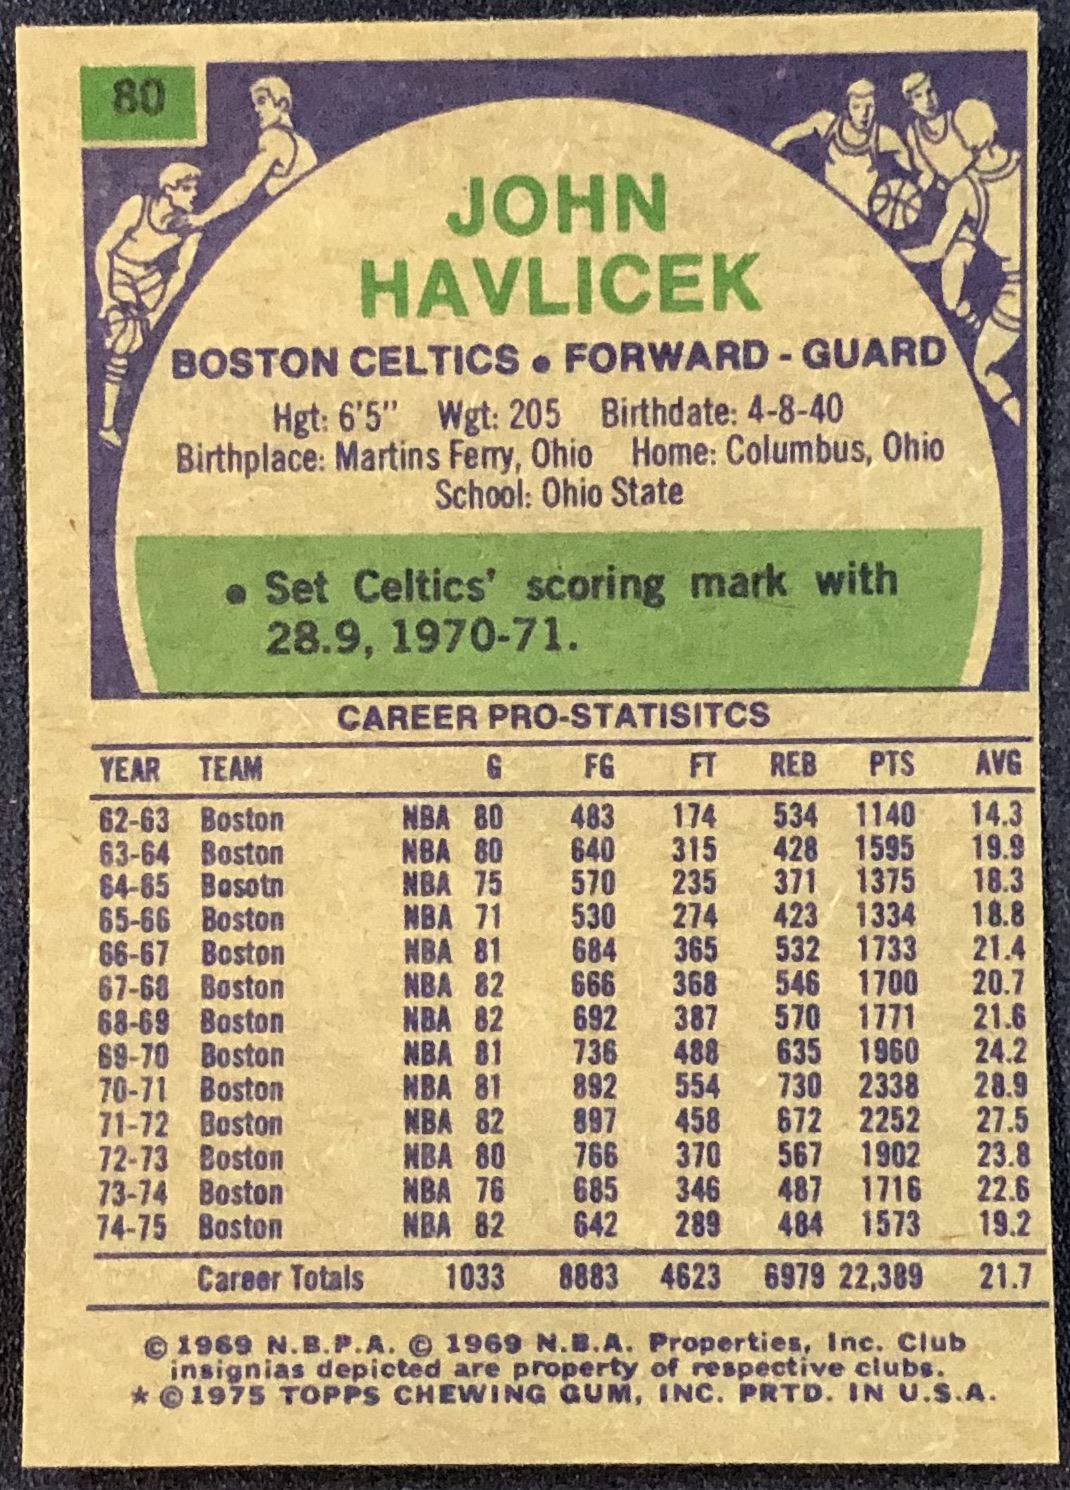 80
JOHN
HAVLICEK
BOSTON CELTICS • FORWARD - GUARD
Hgt: 6'5" Wgt: 205 Birthdate: 4-8-40
Birthplace: Martins Ferry, Ohio Home: Columbus, Ohio
School: Ohio State
• Set Celtics' scoring mark with
28.9, 1970-71.
CAREER PRO-STATISITCS
YEAR TEAM G FG FT REB PTS AVG
62-63 Boston NBA 80 483 174 534 1140 14.3
63-64 Boston NBA 80 640 315 428 1595 19.9
64-65 Bosotn NBA 75 570 235 371 1375 18.3
65-66 Boston NBA 71 530 274 423 1334 18.8
66-67 Boston NBA 81 684 365 532 1733 21.4
67-68 Boston NBA 82 666 368 546 1700 20.7
68-69 Boston NBA 82 692 387 570 1771 21.6
69-70 Boston NBA 81 736 488 635 1960 24.2
70-71 Boston NBA 81 892 554 730 2338 28.9
71-72 Boston NBA 82 897 458 672 2252 27.5
72-73 Boston NBA 80 766 370 567 1902 23.8
73-74 Boston NBA 76 685 346 487 1716 22.6
74-75 Boston NBA 82 642 289 484 1573 19.2
Career Totals 1033 8883 4623 6979 22,389 21.7
© 1969 N.B.P.A. © 1969 N.B.A. Properties, Inc. Club
insignias depicted are property of respective clubs.
* © 1975 TOPPS CHEWING GUM, INC. PRTD. IN U.S.A.